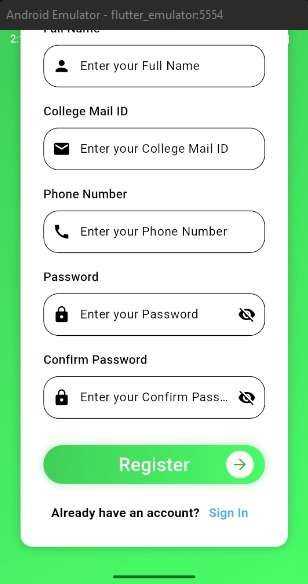 Android Emulator - flutter_emulator:5554
Full Name
Enter your Full Name
College Mail ID
Enter your College Mail ID
Phone Number
Enter your Phone Number
Password
Enter your Password
Confirm Password
Enter your Confirm Pass...
Register
Already have an account? Sign In